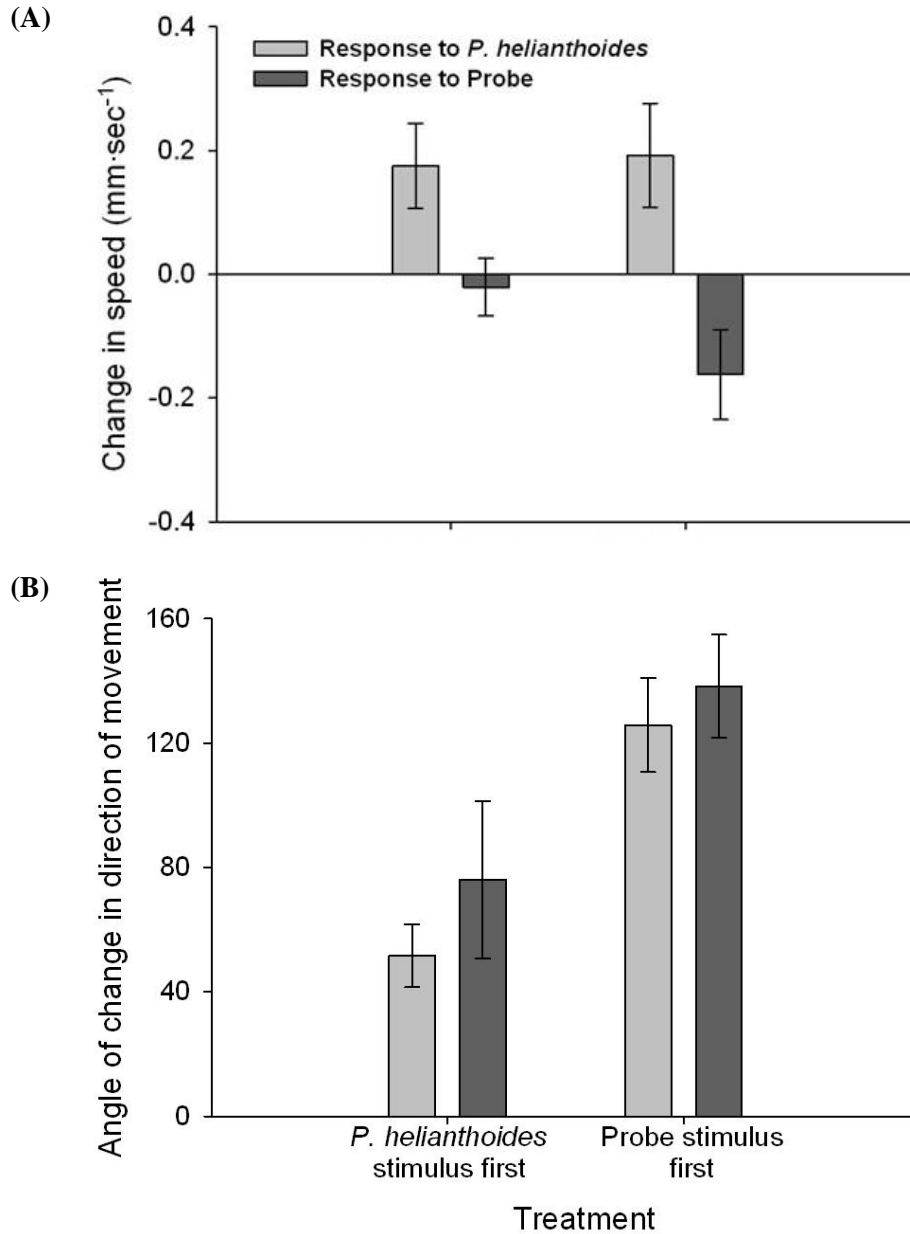 (A)
0.4
0.2
0.0
-0.2
-0.4
Change in speed (mm·sec⁻¹)
Response to P. helianthoides
Response to Probe
(B)
160
120
80
40
0
Angle of change in direction of movement
P. helianthoides
stimulus first
Probe stimulus
first
Treatment